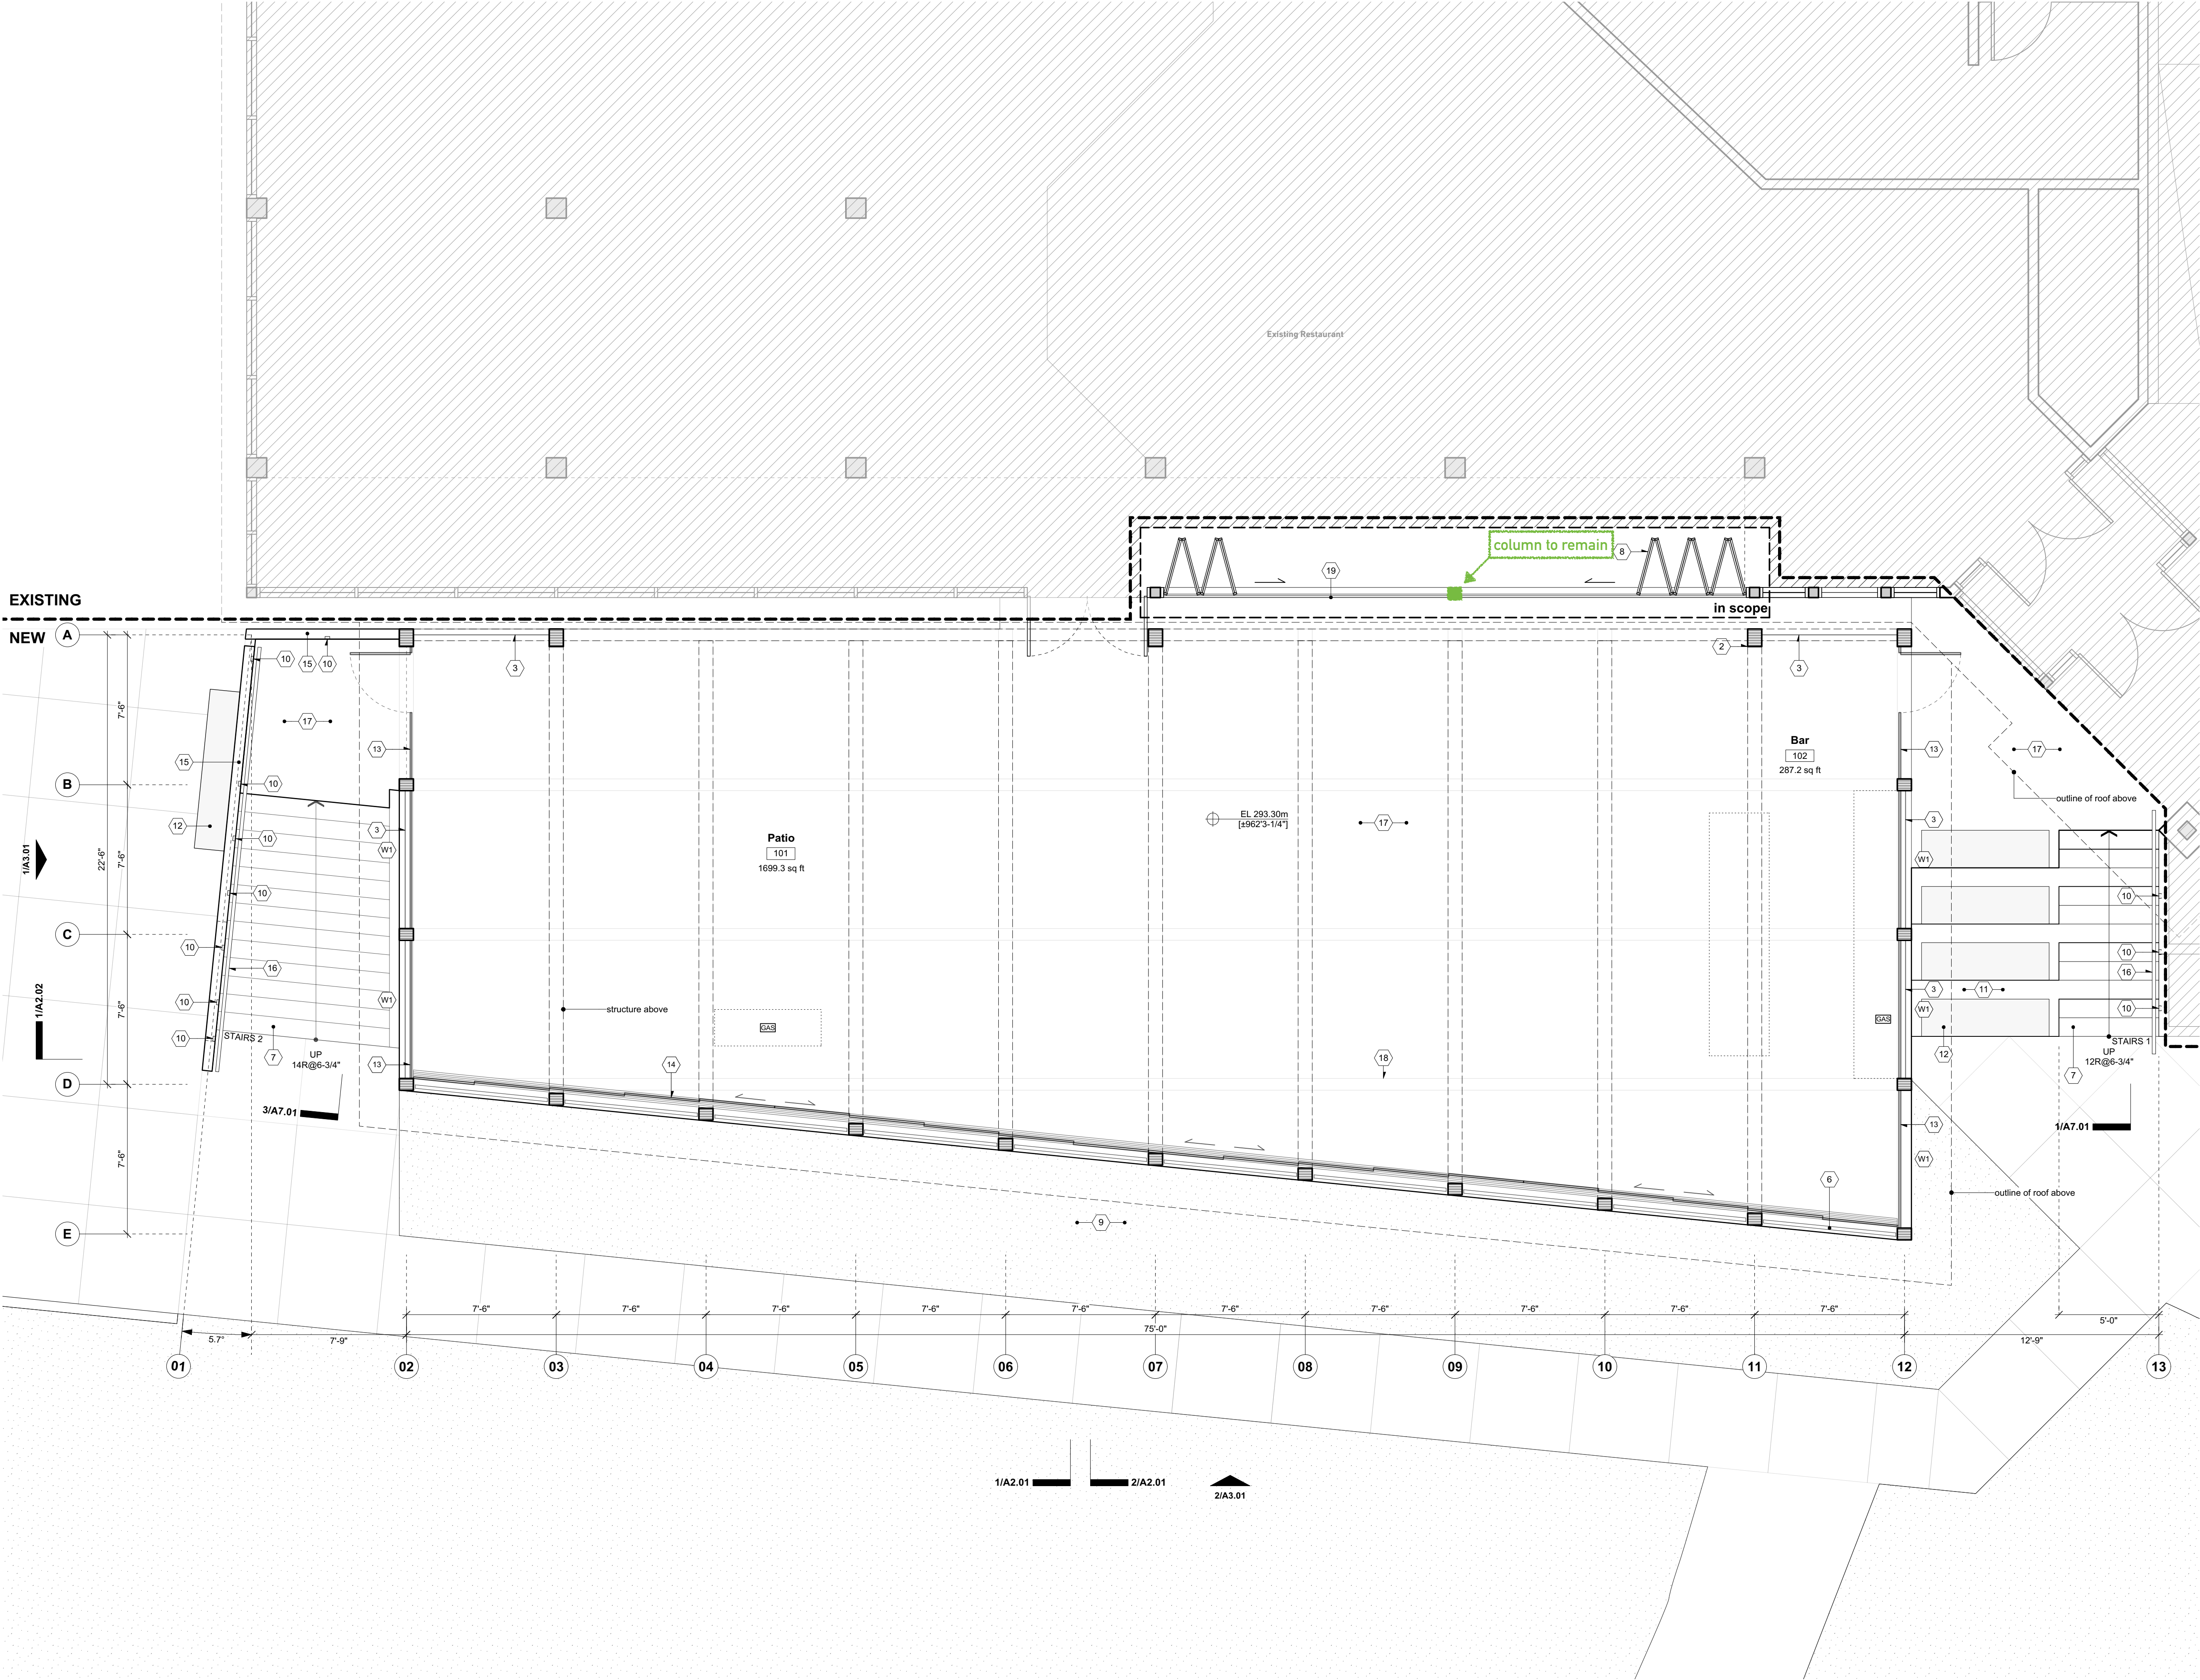 Existing Restaurant
column to remain
8
19
EXISTING
in scope
NEW
A
2
10
15
10
3
3
7'-6"
17
17
13
13
15
Bar
102
287.2 sq ft
B
10
outline of roof above
EL 293.30m
[±962'3-1/4"]
17
12
3
3
10
Patio
101
1699.3 sq ft
W1
W1
1/A3.01
22'-6"
7'-6"
10
10
C
10
10
16
16
3
11
10
W1
W1
10
1/A2.02
7'-6"
structure above
GAS
GAS
10
STAIRS 2
7
UP
14R@6-3/4"
12
STAIRS 1
UP
12R@6-3/4"
7
18
14
13
D
3/A7.01
13
1/A7.01
W1
7'-6"
6
outline of roof above
9
E
7'-6"
7'-6"
7'-6"
7'-6"
7'-6"
7'-6"
7'-6"
7'-6"
7'-6"
7'-6"
5'-0"
5.7°
7'-9"
75'-0"
12'-9"
01
02
03
04
05
06
07
08
09
10
11
12
13
1/A2.01
2/A2.01
2/A3.01